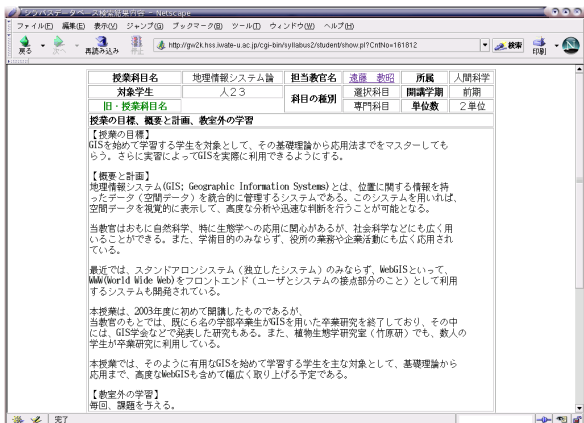 シラバスデータベース検索結果内容 - Netscape
ファイル(F) 編集(E) 表示(V) ジャンプ(G) ブックマーク(B) ツール(T) ウィンドウ(W) ヘルプ(H)
戻る 進む 再読み込み 中止 http://gwzk.hss.iwate-u.ac.jp/cgi-bin/syllabus2/student/show.pl?CntNo=161812 検索 印刷
授業科目名 地理情報システム論 担当教官名 遠藤 教昭 所属 人間科学
対象学生 人23 科目の種別 選択科目 開講学期 前期
旧・授業科目名 専門科目 単位数 2単位
授業の目標、概要と計画、教室外の学習
【授業の目標】
GISを始めて学習する学生を対象として、その基礎理論から応用法までをマスターしても
らう。さらに実習によってGISを実際に利用できるようにする。
【概要と計画】
地理情報システム(GIS; Geographic Information Systems)とは、位置に関する情報を持
ったデータ（空間データ）を統合的に管理するシステムである。このシステムを用いれば、
空間データを視覚的に表示して、高度な分析や迅速な判断を行うことが可能となる。
当教官はおもに自然科学、特に生態学への応用に関心があるが、社会科学などにも広く用
いることができる。また、学術目的のみならず、役所の業務や企業活動にも広く応用され
ている。
最近では、スタンドアロンシステム（独立したシステム）のみならず、WebGISといって、
WWW(World Wide Web)をフロントエンド（ユーザとシステムの接点部分のこと）として利用
するシステムも開発されている。
本授業は、2003年度に初めて開講したものであるが、
当教官のもとでは、既に６名の学部卒業生がGISを用いた卒業研究を終了しており、その中
には、GIS学会などで発表した研究もある。また、植物生態学研究室（竹原研）でも、数人
の学生が卒業研究に利用している。
本授業では、そのように有用なGISを始めて学習する学生を主な対象として、基礎理論から
応用まで、高度なWebGISも含めて幅広く取り上げる予定である。
【教室外の学習】
毎回、課題を与える。
完了